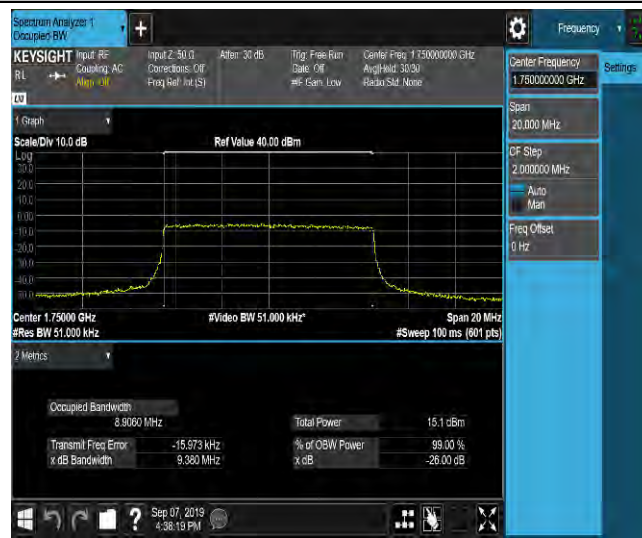 Spectrum Analyzer 1
Occupied BW
+
Frequency
KEYSIGHT
Input: RF
Coupling: AC
Align: Off
Input Z: 50 Ω
Corrections: Off
Freq Ref: Int (S)
Atten: 30 dB
Trig: Free Run
Gate: Off
#IF Gain: Low
Center Freq: 1.750000000 GHz
Avg|Hold: 30/30
Radio Std: None
RL
LW
Center Frequency
1.750000000 GHz
Settings
Span
20.000 MHz
CF Step
2.000000 MHz
Auto
Man
Freq Offset
0 Hz
1 Graph
Scale/Div 10.0 dB
Ref Value 40.00 dBm
Log
30.0
20.0
10.0
0.00
-10.0
-20.0
-30.0
-40.0
-50.0
Center 1.75000 GHz
#Video BW 51.000 kHz*
Span 20 MHz
#Res BW 51.000 kHz
#Sweep 100 ms (601 pts)
2 Metrics
Occupied Bandwidth
8.9060 MHz
Total Power
15.1 dBm
Transmit Freq Error
-15.973 kHz
% of OBW Power
99.00 %
x dB Bandwidth
9.380 MHz
x dB
-26.00 dB
?
Sep 07, 2019
4:38:19 PM